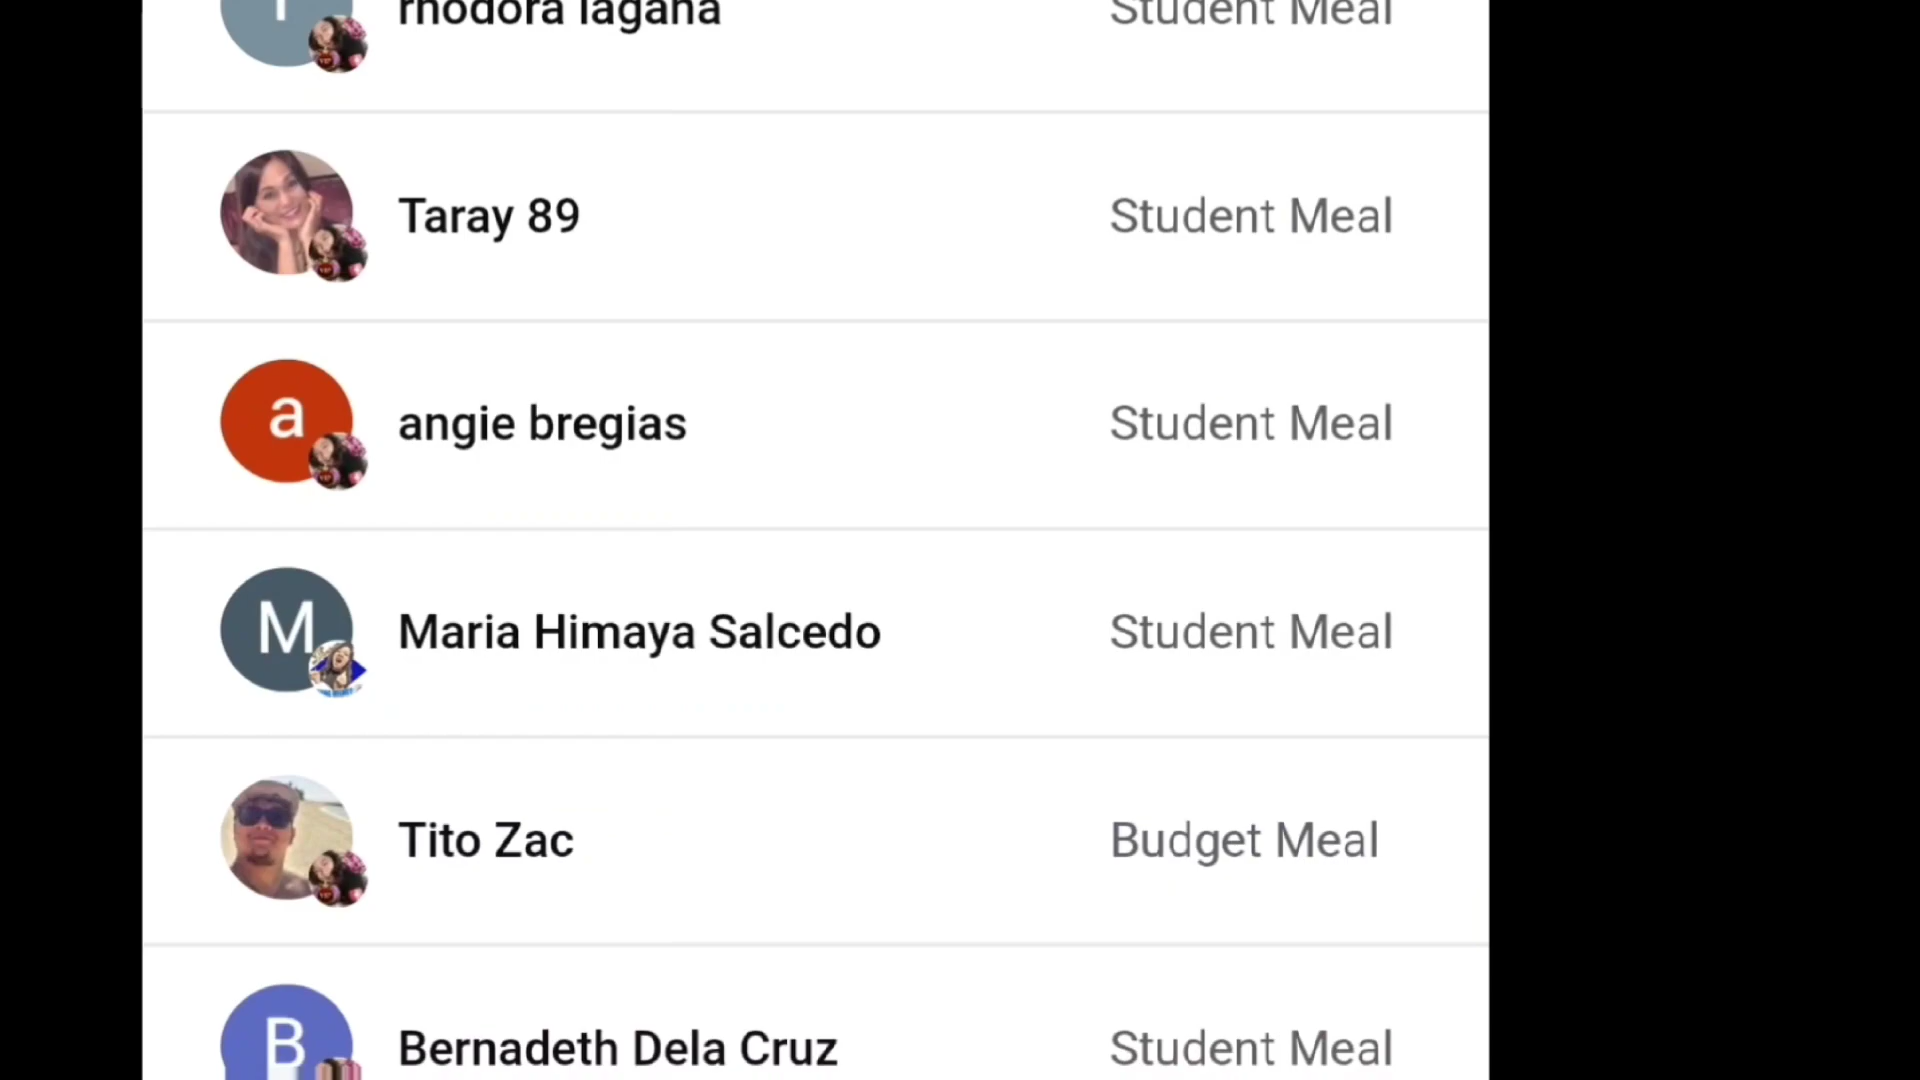 rhodora lagana Student Meal
Taray 89 Student Meal
a
angie bregias Student Meal
M
Maria Himaya Salcedo Student Meal
Tito Zac Budget Meal
B
Bernadeth Dela Cruz Student Meal